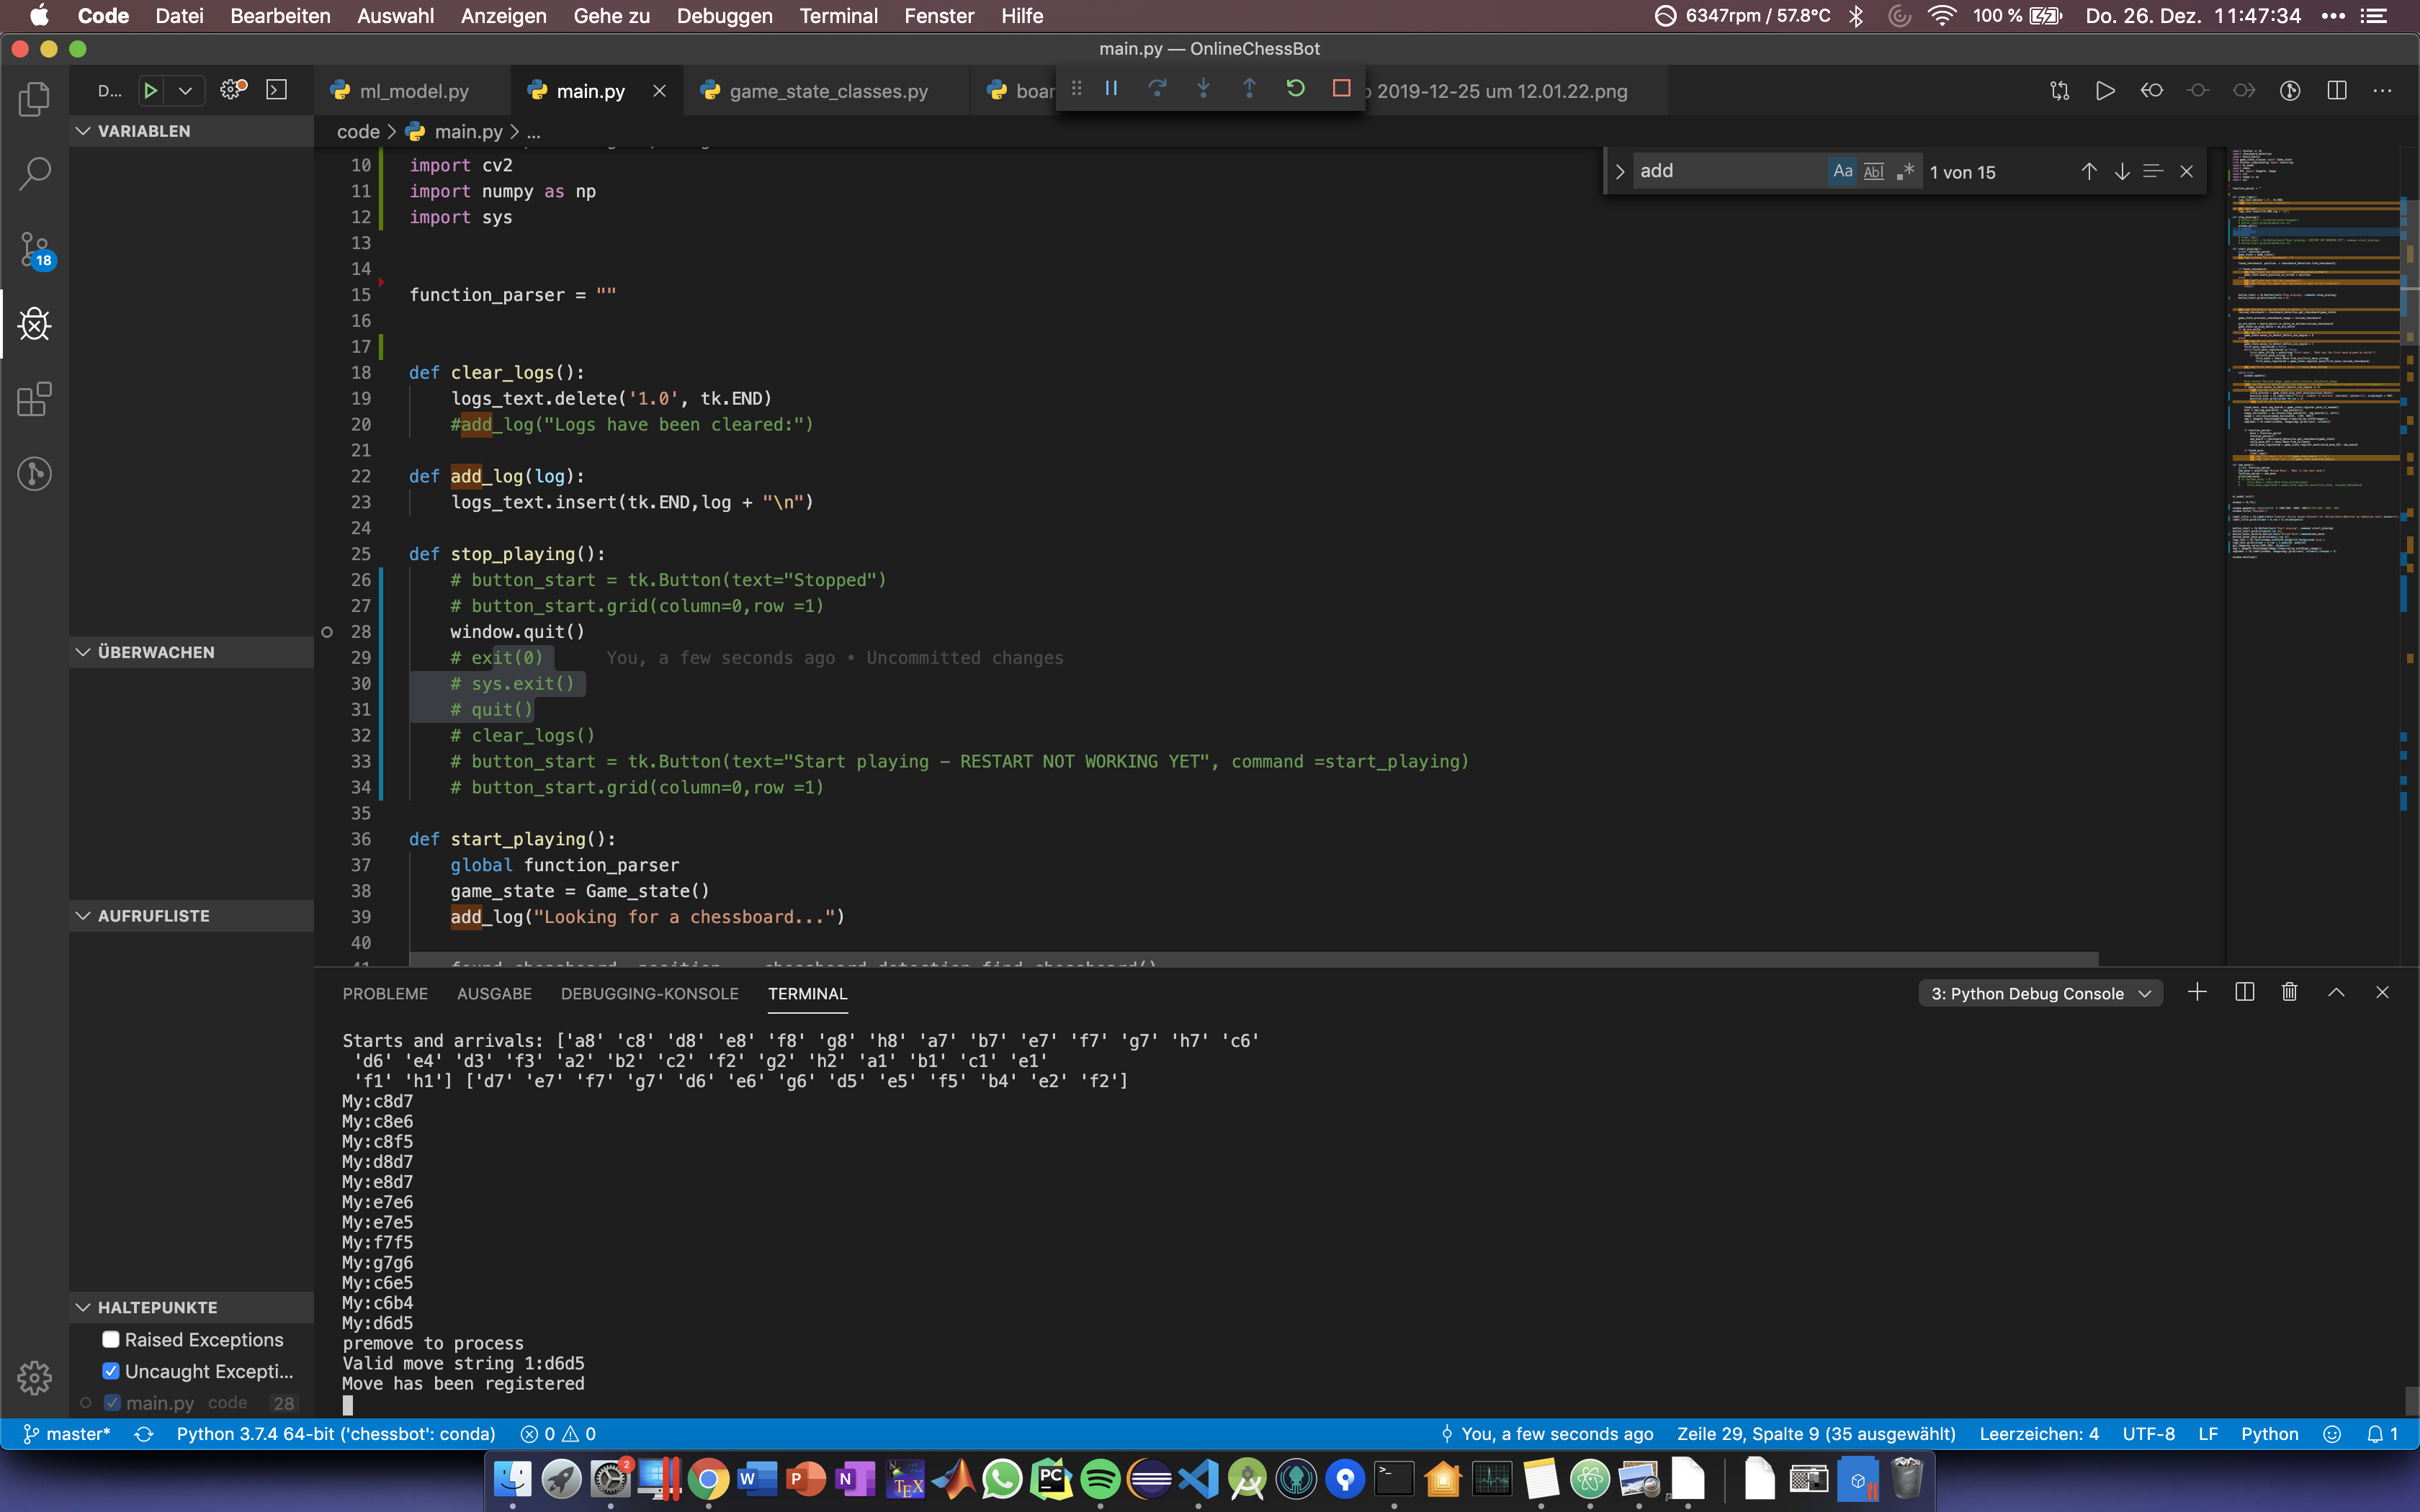 Code Datei Bearbeiten Auswahl Anzeigen Gehe zu Debuggen Terminal Fenster Hilfe 6347rpm / 57.8°C 100 % Do. 26. Dez. 11:47:34
main.py — OnlineChessBot
D... ml_model.py main.py game_state_classes.py boar 2019-12-25 um 12.01.22.png
VARIABLEN
code > main.py > ...
add Aa Abl .* 1 von 15
10 import cv2
11 import numpy as np
12 import sys
13
14
15 function_parser = ""
16
17
18 def clear_logs():
19 logs_text.delete('1.0', tk.END)
20 #add_log("Logs have been cleared:")
21
22 def add_log(log):
23 logs_text.insert(tk.END,log + "\n")
24
25 def stop_playing():
26 # button_start = tk.Button(text="Stopped")
27 # button_start.grid(column=0,row =1)
28 window.quit()
29 # exit(0) You, a few seconds ago • Uncommitted changes
30 # sys.exit()
31 # quit()
32 # clear_logs()
33 # button_start = tk.Button(text="Start playing - RESTART NOT WORKING YET", command =start_playing)
34 # button_start.grid(column=0,row =1)
35
36 def start_playing():
37 global function_parser
38 game_state = Game_state()
39 add_log("Looking for a chessboard...")
40
18
ÜBERWACHEN
AUFRUFLISTE
HALTEPUNKTE
Raised Exceptions
Uncaught Excepti...
main.py code 28
PROBLEME AUSGABE DEBUGGING-KONSOLE TERMINAL 3: Python Debug Console
Starts and arrivals: ['a8' 'c8' 'd8' 'e8' 'f8' 'g8' 'h8' 'a7' 'b7' 'e7' 'f7' 'g7' 'h7' 'c6'
'd6' 'e4' 'd3' 'f3' 'a2' 'b2' 'c2' 'f2' 'g2' 'h2' 'a1' 'b1' 'c1' 'e1'
'f1' 'h1'] ['d7' 'e7' 'f7' 'g7' 'd6' 'e6' 'g6' 'd5' 'e5' 'f5' 'b4' 'e2' 'f2']
My:c8d7
My:c8e6
My:c8f5
My:d8d7
My:e8d7
My:e7e6
My:e7e5
My:f7f5
My:g7g6
My:c6e5
My:c6b4
My:d6d5
premove to process
Valid move string 1:d6d5
Move has been registered
master* Python 3.7.4 64-bit ('chessbot': conda) 0 0 You, a few seconds ago Zeile 29, Spalte 9 (35 ausgewählt) Leerzeichen: 4 UTF-8 LF Python 1
2 W P N TEX PC